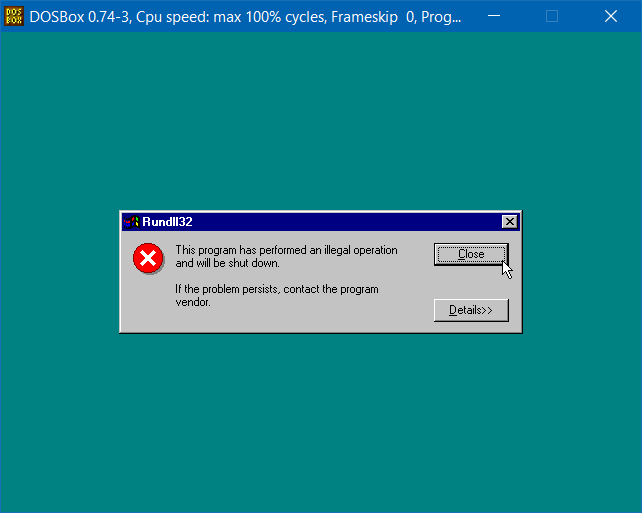 DOS
BOX
DOSBox 0.74-3, Cpu speed: max 100% cycles, Frameskip  0, Prog...
Rundll32
This program has performed an illegal operation
and will be shut down.
Close
If the problem persists, contact the program
vendor.
Details>>